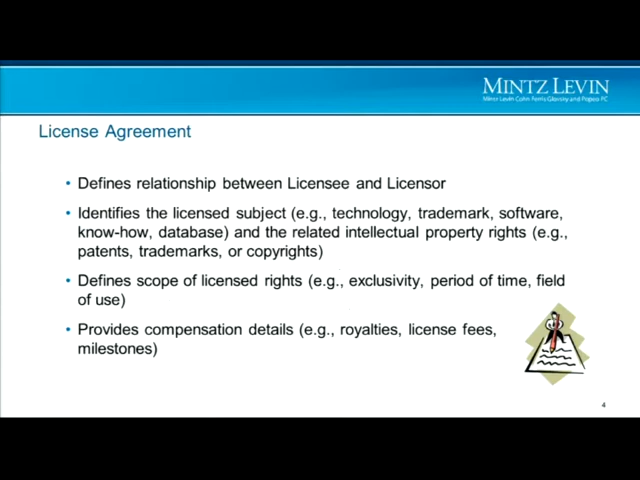 MINTZ LEVIN
Mintz Levin Cohn Ferris Glovsky and Popeo PC
License Agreement
• Defines relationship between Licensee and Licensor
• Identifies the licensed subject (e.g., technology, trademark, software,
know-how, database) and the related intellectual property rights (e.g.,
patents, trademarks, or copyrights)
• Defines scope of licensed rights (e.g., exclusivity, period of time, field
of use)
• Provides compensation details (e.g., royalties, license fees,
milestones)
4